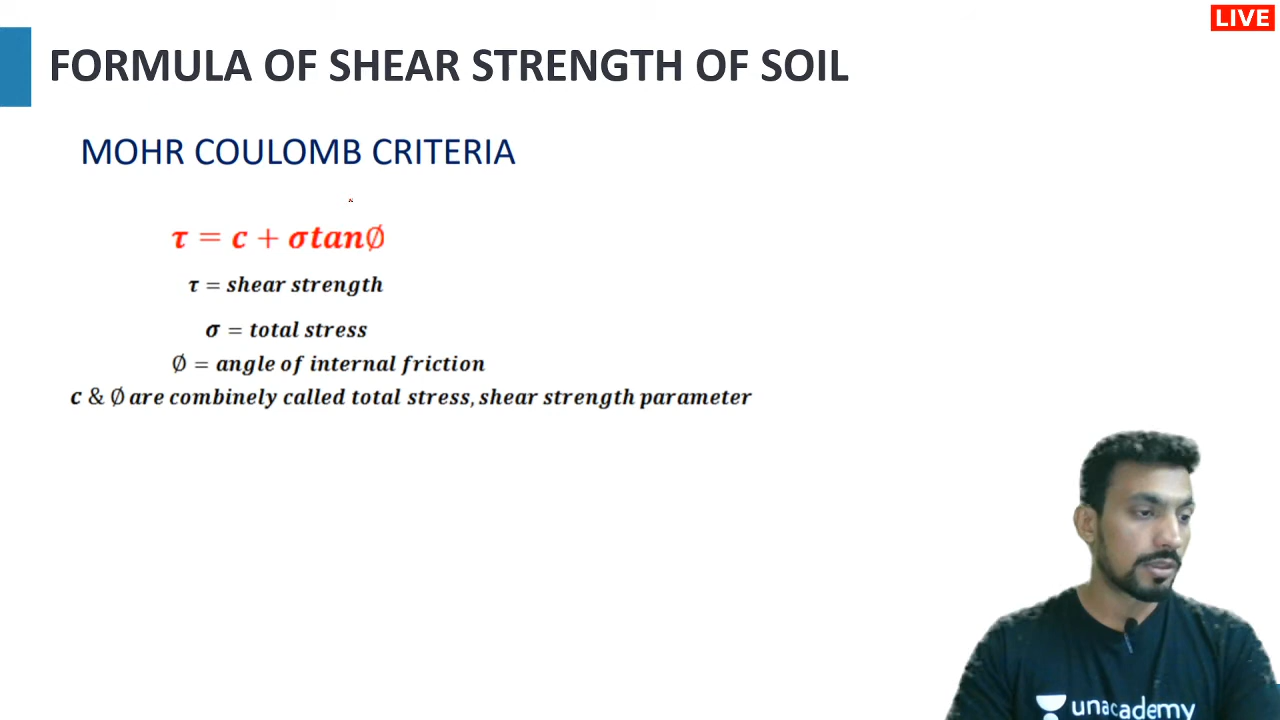 LIVE
FORMULA OF SHEAR STRENGTH OF SOIL
MOHR COULOMB CRITERIA
τ = c + σtan∅
τ = shear strength
σ = total stress
∅ = angle of internal friction
c & ∅ are combinely called total stress, shear strength parameter
unacademy